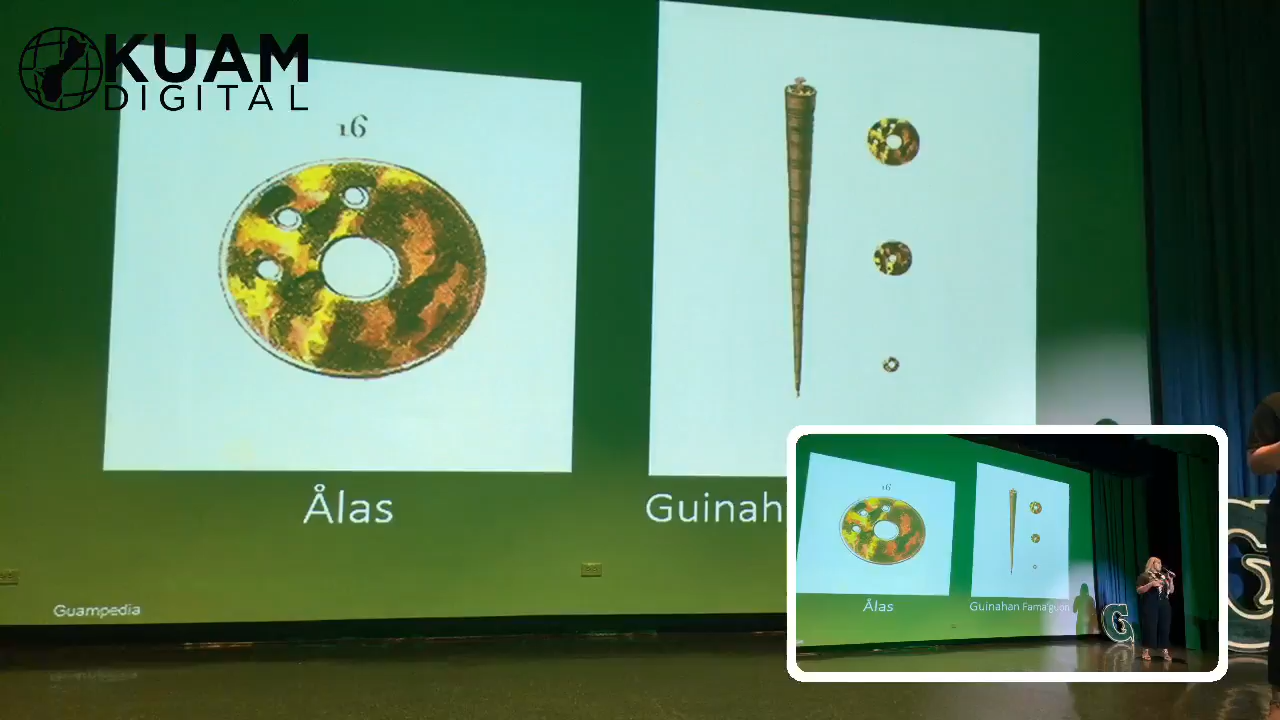 KUAM
DIGITAL
16
Ålas
Guinah
Guampedia
G
16
Ålas
Guinahan Fama'guon
G